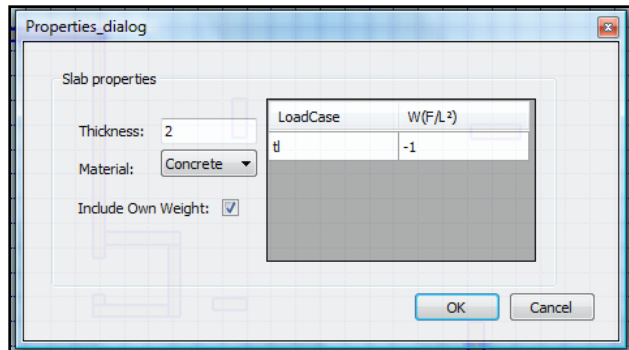 Properties_dialog
Slab properties
Thickness: 2
Material: Concrete
Include Own Weight:
LoadCase W(F/L²)
tl -1
OK Cancel